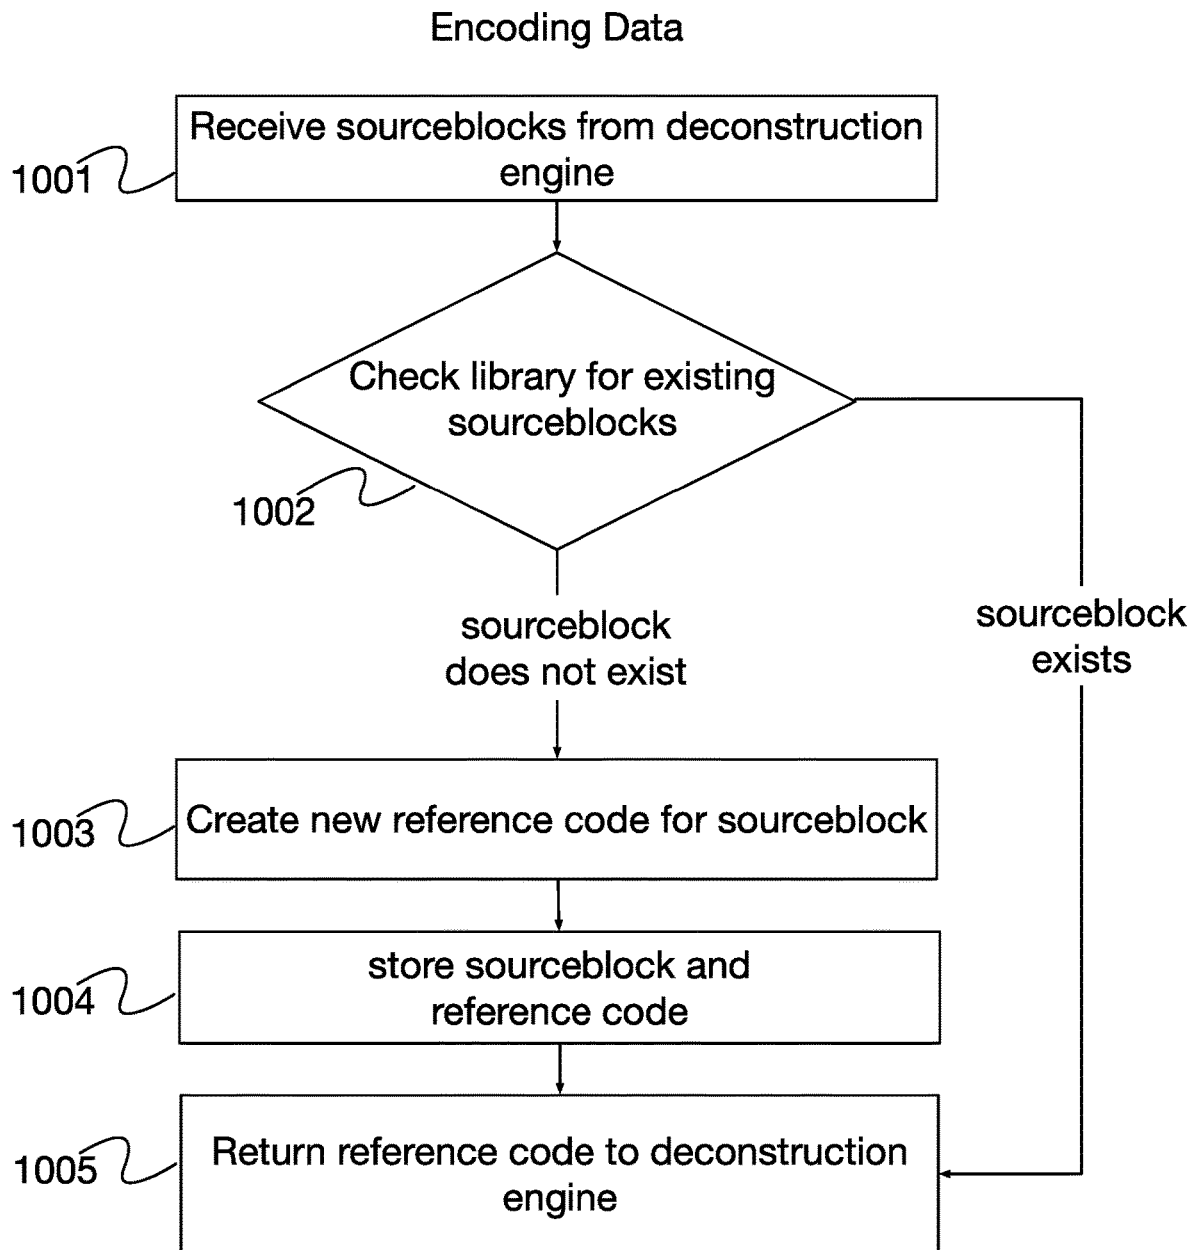 Encoding Data
Receive sourceblocks from deconstruction
engine
1001
Check library for existing
sourceblocks
1002
sourceblock
does not exist
sourceblock
exists
Create new reference code for sourceblock
1003
store sourceblock and
reference code
1004
Return reference code to deconstruction
engine
1005